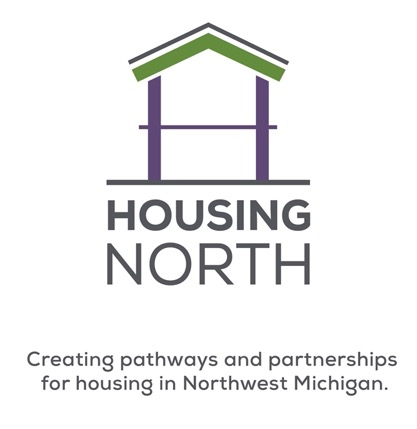 HOUSING
NORTH
Creating pathways and partnerships
for housing in Northwest Michigan.